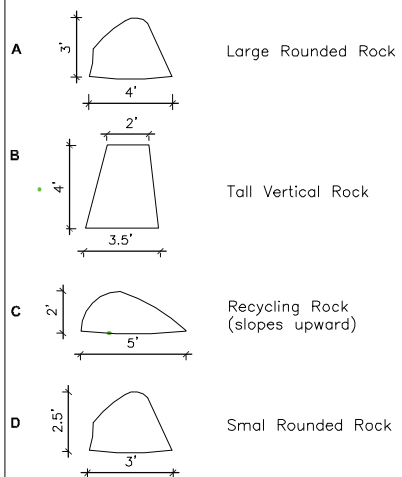 A
3'
Large Rounded Rock
4'
2'
B
4'
Tall Vertical Rock
3.5'
C
2'
Recycling Rock
(slopes upward)
5'
D
2.5'
Smal Rounded Rock
3'